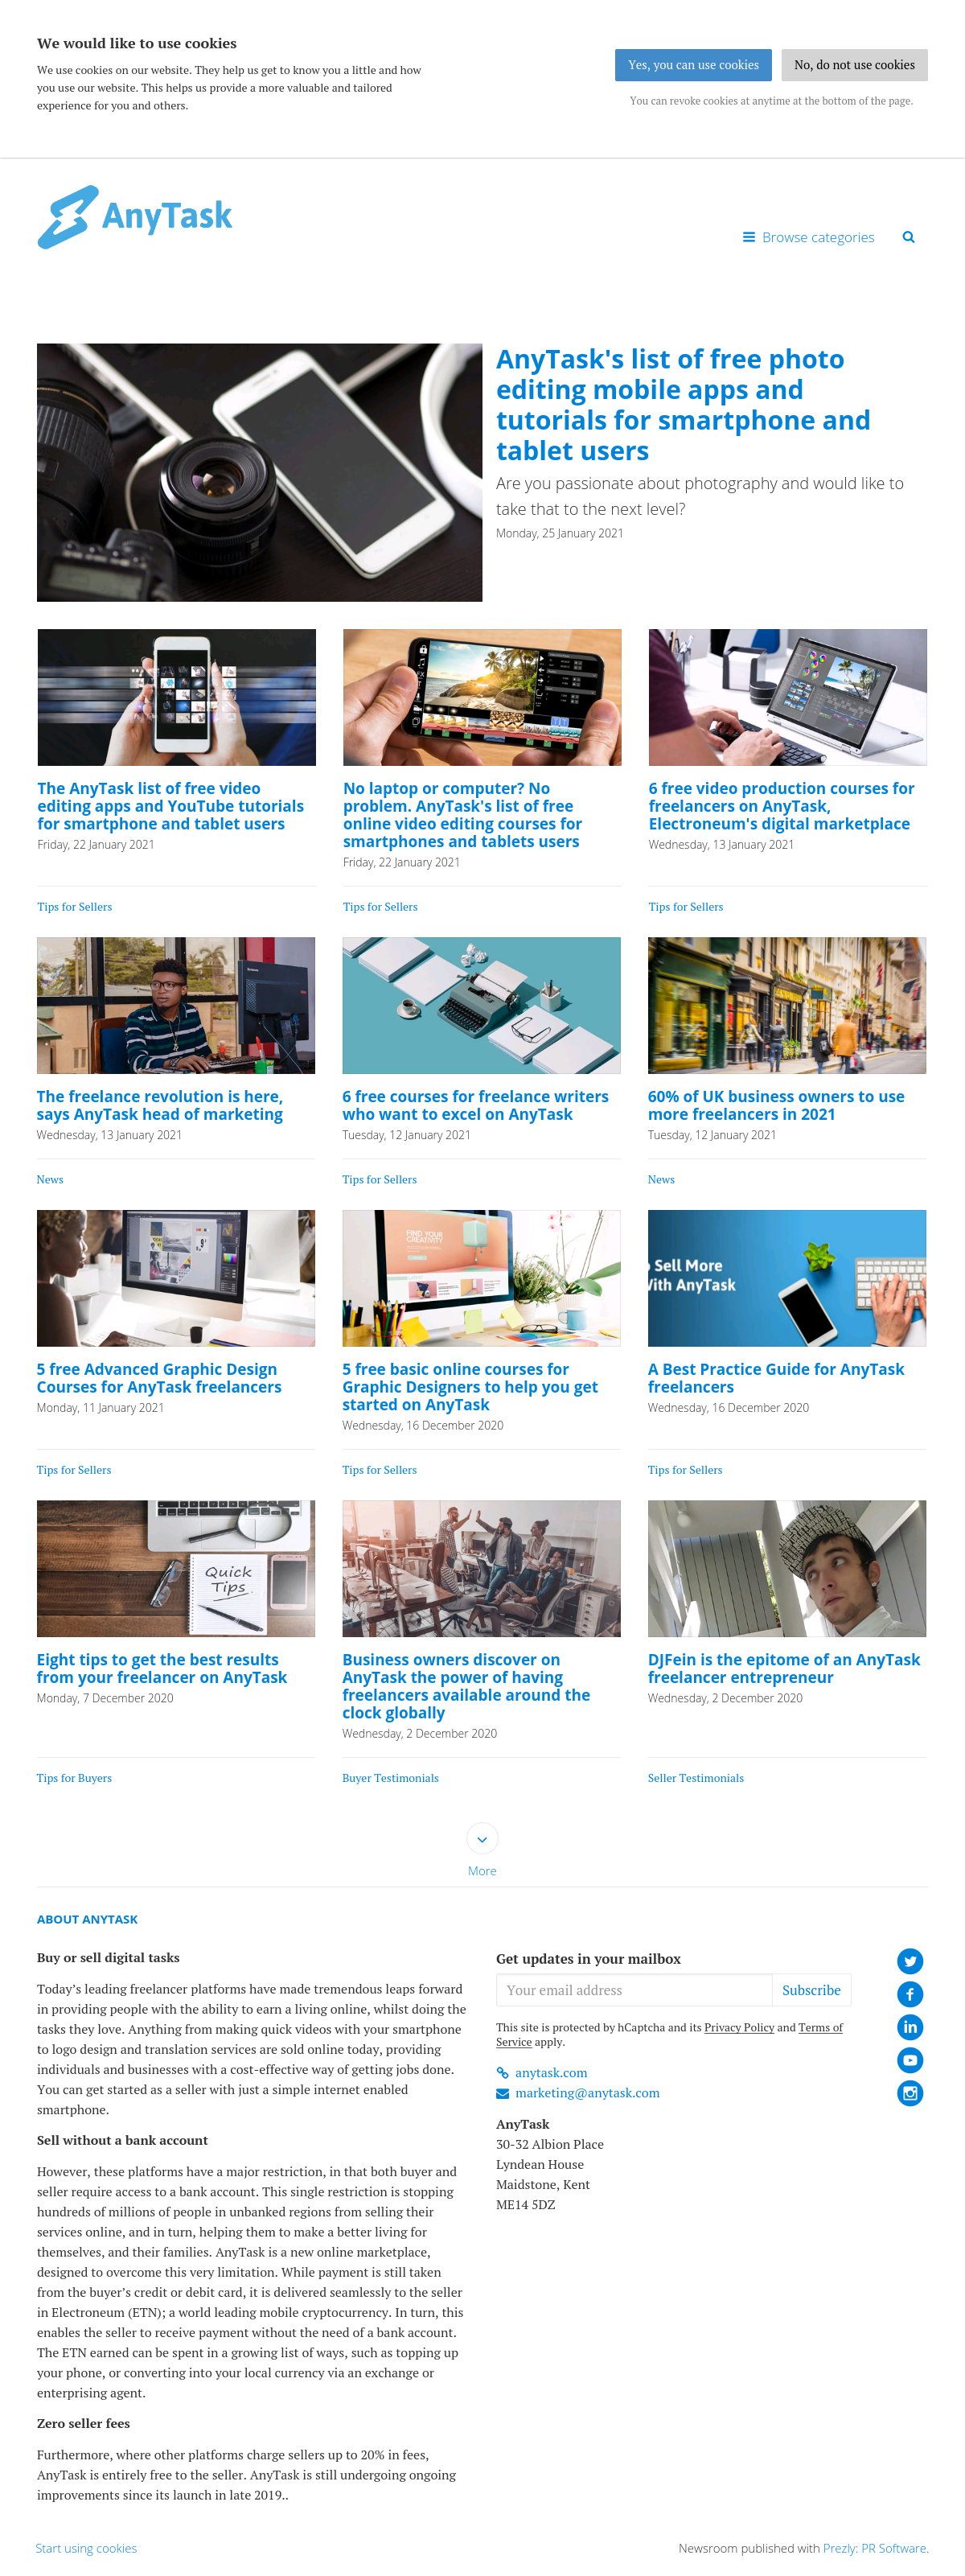 We would like to use cookies
We use cookies on our website. They help us get to know you a little and how
you use our website. This helps us provide a more valuable and tailored
experience for you and others.
Yes, you can use cookies
No, do not use cookies
You can revoke cookies at anytime at the bottom of the page.
AnyTask
Browse categories
AnyTask's list of free photo
editing mobile apps and
tutorials for smartphone and
tablet users
Are you passionate about photography and would like to
take that to the next level?
Monday, 25 January 2021
The AnyTask list of free video
editing apps and YouTube tutorials
for smartphone and tablet users
Friday, 22 January 2021
Tips for Sellers
No laptop or computer? No
problem. AnyTask's list of free
online video editing courses for
smartphones and tablets users
Friday, 22 January 2021
Tips for Sellers
6 free video production courses for
freelancers on AnyTask,
Electroneum's digital marketplace
Wednesday, 13 January 2021
Tips for Sellers
The freelance revolution is here,
says AnyTask head of marketing
Wednesday, 13 January 2021
News
6 free courses for freelance writers
who want to excel on AnyTask
Tuesday, 12 January 2021
Tips for Sellers
60% of UK business owners to use
more freelancers in 2021
Tuesday, 12 January 2021
News
5 free Advanced Graphic Design
Courses for AnyTask freelancers
Monday, 11 January 2021
Tips for Sellers
FIND YOUR
CREATIVITY
5 free basic online courses for
Graphic Designers to help you get
started on AnyTask
Wednesday, 16 December 2020
Tips for Sellers
o Sell More
With AnyTask
A Best Practice Guide for AnyTask
freelancers
Wednesday, 16 December 2020
Tips for Sellers
Quick
Tips
Eight tips to get the best results
from your freelancer on AnyTask
Monday, 7 December 2020
Tips for Buyers
Business owners discover on
AnyTask the power of having
freelancers available around the
clock globally
Wednesday, 2 December 2020
Buyer Testimonials
DJFein is the epitome of an AnyTask
freelancer entrepreneur
Wednesday, 2 December 2020
Seller Testimonials
More
ABOUT ANYTASK
Buy or sell digital tasks
Today’s leading freelancer platforms have made tremendous leaps forward
in providing people with the ability to earn a living online, whilst doing the
tasks they love. Anything from making quick videos with your smartphone
to logo design and translation services are sold online today, providing
individuals and businesses with a cost-effective way of getting jobs done.
You can get started as a seller with just a simple internet enabled
smartphone.
Sell without a bank account
However, these platforms have a major restriction, in that both buyer and
seller require access to a bank account. This single restriction is stopping
hundreds of millions of people in unbanked regions from selling their
services online, and in turn, helping them to make a better living for
themselves, and their families. AnyTask is a new online marketplace,
designed to overcome this very limitation. While payment is still taken
from the buyer’s credit or debit card, it is delivered seamlessly to the seller
in Electroneum (ETN); a world leading mobile cryptocurrency. In turn, this
enables the seller to receive payment without the need of a bank account.
The ETN earned can be spent in a growing list of ways, such as topping up
your phone, or converting into your local currency via an exchange or
enterprising agent.
Zero seller fees
Furthermore, where other platforms charge sellers up to 20% in fees,
AnyTask is entirely free to the seller. AnyTask is still undergoing ongoing
improvements since its launch in late 2019..
Get updates in your mailbox
Your email address
Subscribe
This site is protected by hCaptcha and its Privacy Policy and Terms of
Service apply.
anytask.com
marketing@anytask.com
AnyTask
30-32 Albion Place
Lyndean House
Maidstone, Kent
ME14 5DZ
Start using cookies
Newsroom published with Prezly: PR Software.